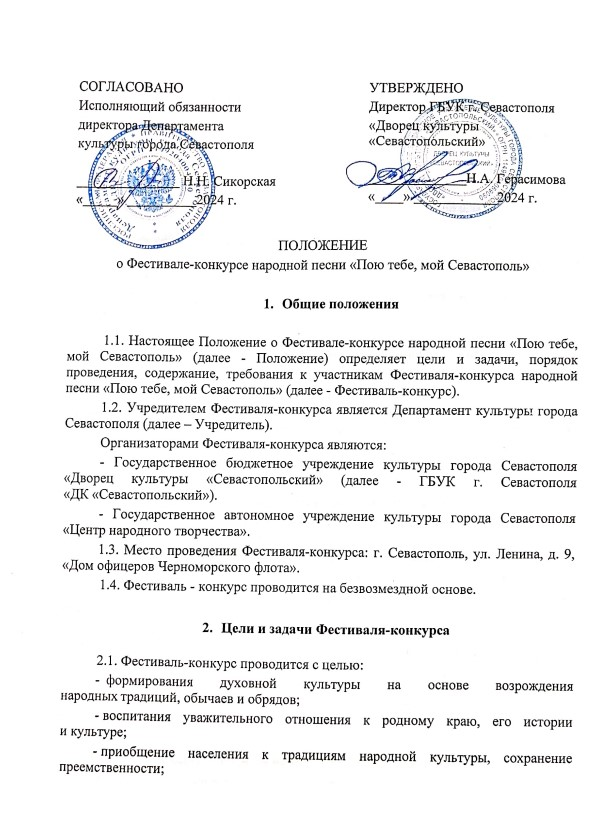 СОГЛАСОВАНО
Исполняющий обязанности
директора Департамента
культуры города Севастополя
Н.Н. Сикорская
«____»__________2024 г.
УТВЕРЖДЕНО
Директор ГБУК г. Севастополя
«Дворец культуры
«Севастопольский»
Н.А. Герасимова
«____»__________2024 г.
ПОЛОЖЕНИЕ
о Фестивале-конкурсе народной песни «Пою тебе, мой Севастополь»
1. Общие положения
1.1. Настоящее Положение о Фестивале-конкурсе народной песни «Пою тебе,
мой Севастополь» (далее - Положение) определяет цели и задачи, порядок
проведения, содержание, требования к участникам Фестиваля-конкурса народной
песни «Пою тебе, мой Севастополь» (далее - Фестиваль-конкурс).
1.2. Учредителем Фестиваля-конкурса является Департамент культуры города
Севастополя (далее – Учредитель).
Организаторами Фестиваля-конкурса являются:
- Государственное бюджетное учреждение культуры города Севастополя
«Дворец культуры «Севастопольский» (далее - ГБУК г. Севастополя
«ДК «Севастопольский»).
- Государственное автономное учреждение культуры города Севастополя
«Центр народного творчества».
1.3. Место проведения Фестиваля-конкурса: г. Севастополь, ул. Ленина, д. 9,
«Дом офицеров Черноморского флота».
1.4. Фестиваль - конкурс проводится на безвозмездной основе.
2. Цели и задачи Фестиваля-конкурса
2.1. Фестиваль-конкурс проводится с целью:
- формирования духовной культуры на основе возрождения
народных традиций, обычаев и обрядов;
- воспитания уважительного отношения к родному краю, его истории
и культуре;
- приобщение населения к традициям народной культуры, сохранение
преемственности;